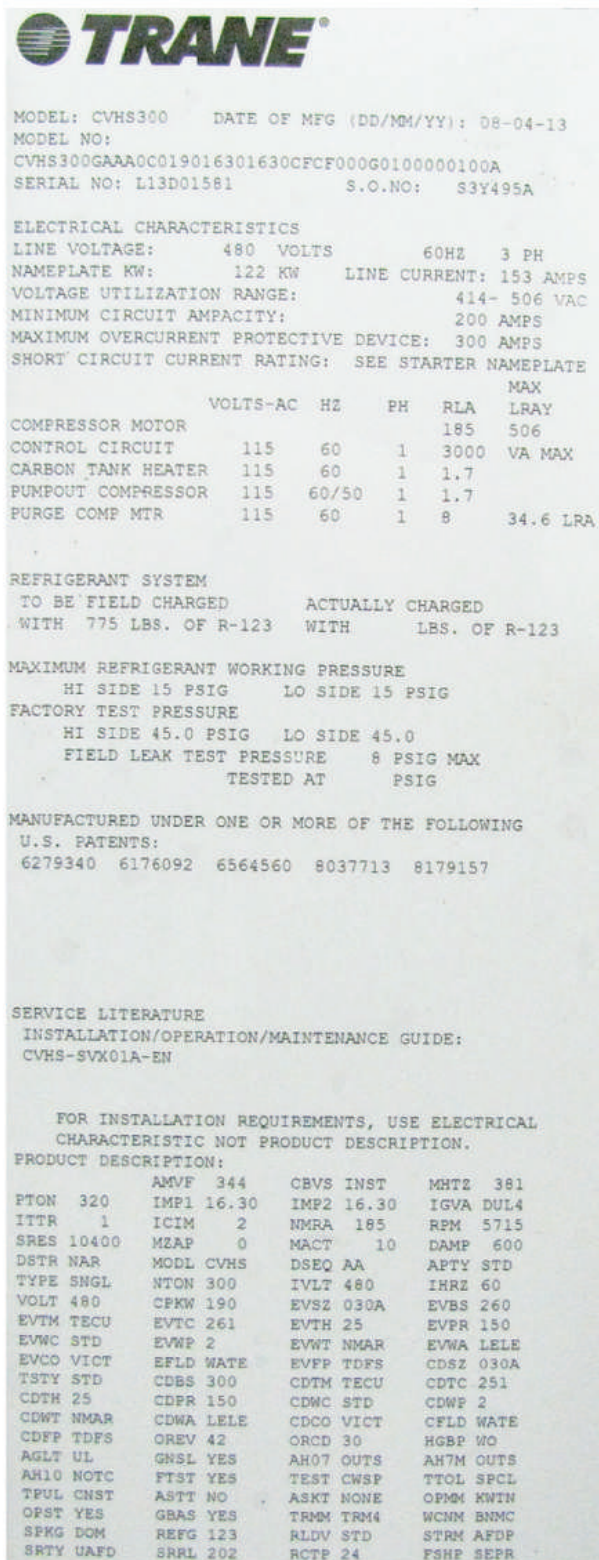 TRANE®
MODEL: CVHS300 DATE OF MFG (DD/MM/YY): 08-04-13
MODEL NO:
CVHS300GAAA0C019016301630CFCF000G0100000100A
SERIAL NO: L13D01581 S.O.NO: S3Y495A
ELECTRICAL CHARACTERISTICS
LINE VOLTAGE: 480 VOLTS 60HZ 3 PH
NAMEPLATE KW: 122 KW LINE CURRENT: 153 AMPS
VOLTAGE UTILIZATION RANGE: 414- 506 VAC
MINIMUM CIRCUIT AMPACITY: 200 AMPS
MAXIMUM OVERCURRENT PROTECTIVE DEVICE: 300 AMPS
SHORT CIRCUIT CURRENT RATING: SEE STARTER NAMEPLATE
MAX
VOLTS-AC HZ PH RLA LRAY
COMPRESSOR MOTOR 185 506
CONTROL CIRCUIT 115 60 1 3000 VA MAX
CARBON TANK HEATER 115 60 1 1.7
PUMPOUT COMPRESSOR 115 60/50 1 1.7
PURGE COMP MTR 115 60 1 8 34.6 LRA
REFRIGERANT SYSTEM
TO BE FIELD CHARGED ACTUALLY CHARGED
WITH 775 LBS. OF R-123 WITH LBS. OF R-123
MAXIMUM REFRIGERANT WORKING PRESSURE
HI SIDE 15 PSIG LO SIDE 15 PSIG
FACTORY TEST PRESSURE
HI SIDE 45.0 PSIG LO SIDE 45.0
FIELD LEAK TEST PRESSURE 8 PSIG MAX
TESTED AT PSIG
MANUFACTURED UNDER ONE OR MORE OF THE FOLLOWING
U.S. PATENTS:
6279340 6176092 6564560 8037713 8179157
SERVICE LITERATURE
INSTALLATION/OPERATION/MAINTENANCE GUIDE:
CVHS-SVX01A-EN
FOR INSTALLATION REQUIREMENTS, USE ELECTRICAL
CHARACTERISTIC NOT PRODUCT DESCRIPTION.
PRODUCT DESCRIPTION:
AMVF 344 CBVS INST MHTZ 381
PTON 320 IMP1 16.30 IMP2 16.30 IGVA DUL4
ITTR 1 ICIM 2 NMRA 185 RPM 5715
SRES 10400 MZAP 0 MACT 10 DAMP 600
DSTR NAR MODL CVHS DSEQ AA APTY STD
TYPE SNGL NTON 300 IVLT 480 IHRZ 60
VOLT 480 CPKW 190 EVSZ 030A EVBS 260
EVTM TECU EVTC 261 EVTH 25 EVPR 150
EVWC STD EVWP 2 EVWT NMAR EVWA LELE
EVCO VICT EFLD WATE EVFP TDFS CDSZ 030A
TSTY STD CDBS 300 CDTM TECU CDTC 251
CDTH 25 CDPR 150 CDWC STD CDWP 2
CDWT NMAR CDWA LELE CDCO VICT CFLD WATE
CDFP TDFS OREV 42 ORCD 30 HGBP WO
AGLT UL GNSL YES AH07 OUTS AH7M OUTS
AH10 NOTC FTST YES TEST CWSP TTOL SPCL
TPUL CNST ASTT NO ASKT NONE OPMM KWTN
OPST YES GBAS YES TRMM TRM4 WCNM BNMC
SPKG DOM REFG 123 RLDV STD STRM AFDP
SRTY UAFD SRRL 202 RCTP 24 FSHP SEPR